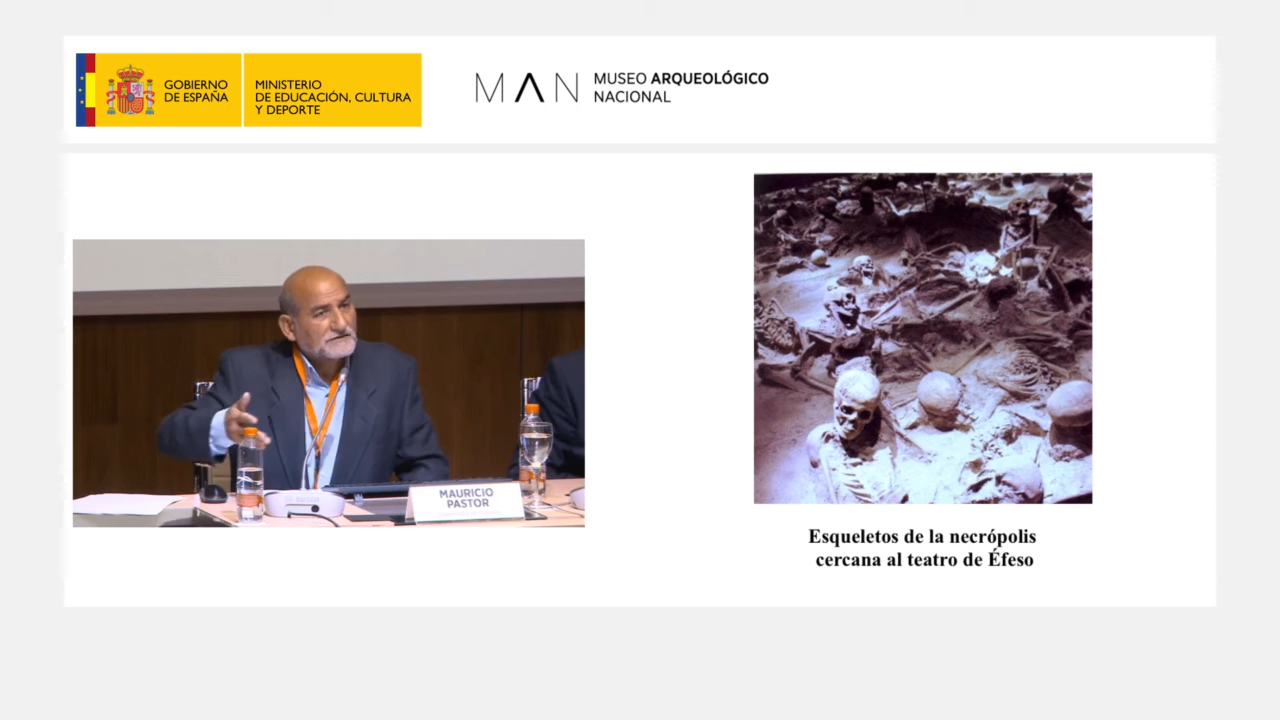 GOBIERNO
DE ESPAÑA
MINISTERIO
DE EDUCACIÓN, CULTURA
Y DEPORTE
MAN
MUSEO ARQUEOLÓGICO
NACIONAL
MAURICIO
PASTOR
Esqueletos de la necrópolis
cercana al teatro de Éfeso